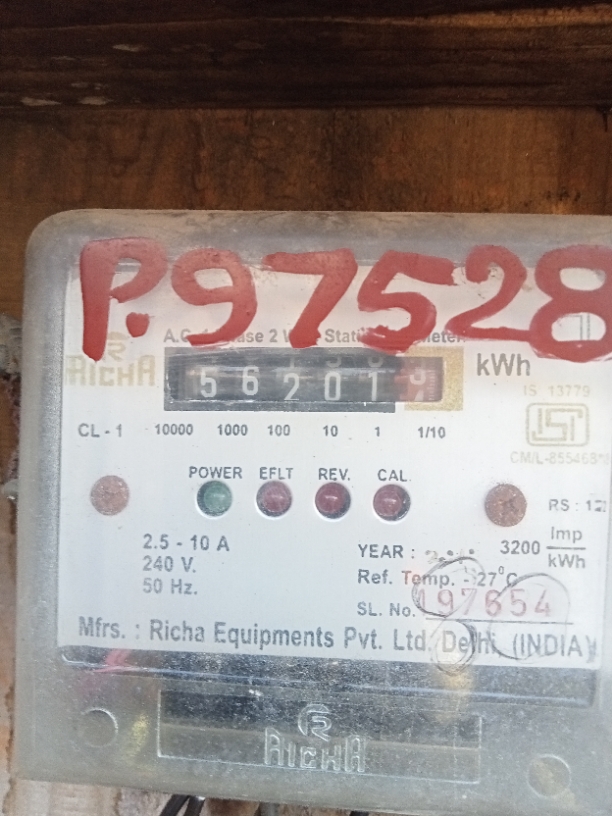 P.97528
RICHA
kWh
5 6 2 0 1
IS 13779
CL - 1 10000 1000 100 10 1 1/10
POWER EFLT REV. CAL.
2.5 - 10 A
240 V.
50 Hz.
YEAR :
3200 Imp/kWh
Ref. Temp. - 27°C
SL. No. 197654
Mfrs. : Richa Equipments Pvt. Ltd. Delhi. (INDIA)
RICHA